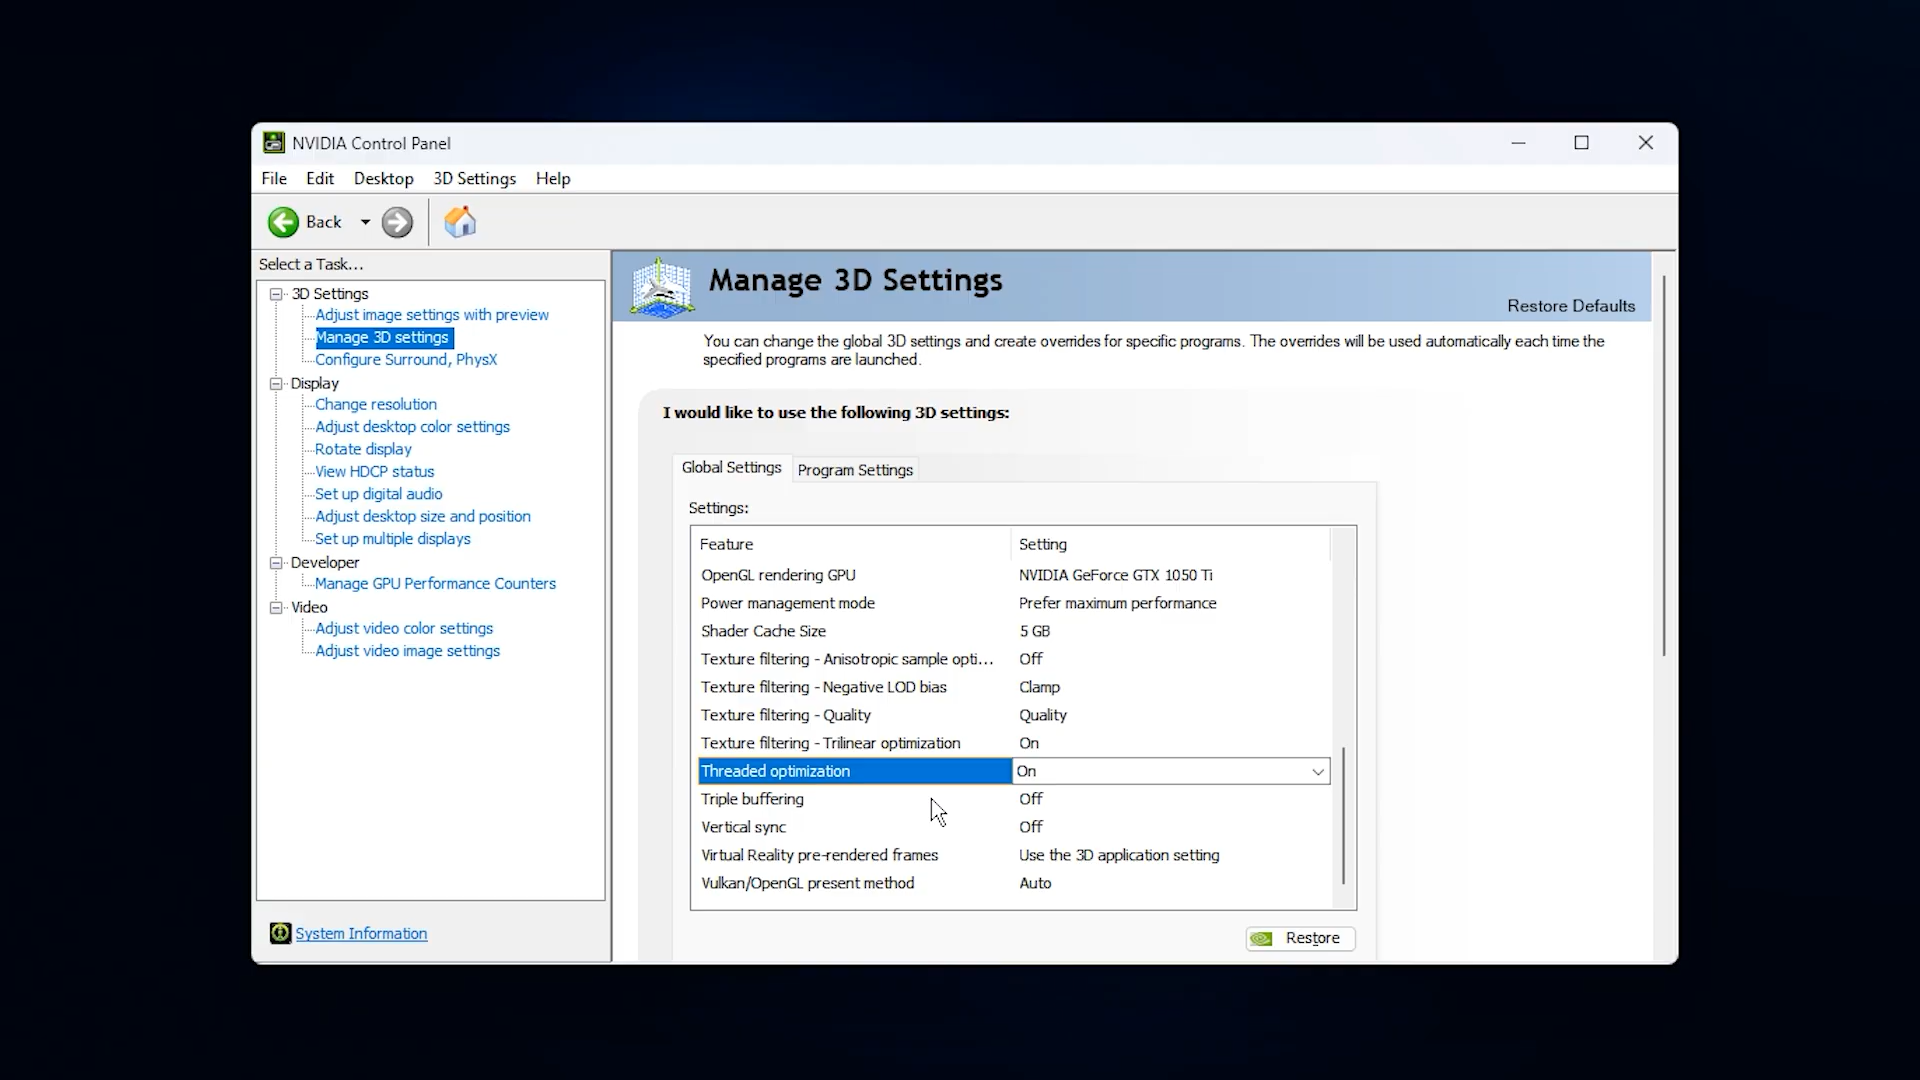 NVIDIA Control Panel
File Edit Desktop 3D Settings Help
Back
Select a Task...
3D Settings
Adjust image settings with preview
Manage 3D settings
Configure Surround, PhysX
Display
Change resolution
Adjust desktop color settings
Rotate display
View HDCP status
Set up digital audio
Adjust desktop size and position
Set up multiple displays
Developer
Manage GPU Performance Counters
Video
Adjust video color settings
Adjust video image settings
System Information
Manage 3D Settings
Restore Defaults
You can change the global 3D settings and create overrides for specific programs. The overrides will be used automatically each time the
specified programs are launched.
I would like to use the following 3D settings:
Global Settings Program Settings
Settings:
Feature Setting
OpenGL rendering GPU NVIDIA GeForce GTX 1050 Ti
Power management mode Prefer maximum performance
Shader Cache Size 5 GB
Texture filtering - Anisotropic sample opti... Off
Texture filtering - Negative LOD bias Clamp
Texture filtering - Quality Quality
Texture filtering - Trilinear optimization On
Threaded optimization On
Triple buffering Off
Vertical sync Off
Virtual Reality pre-rendered frames Use the 3D application setting
Vulkan/OpenGL present method Auto
Restore